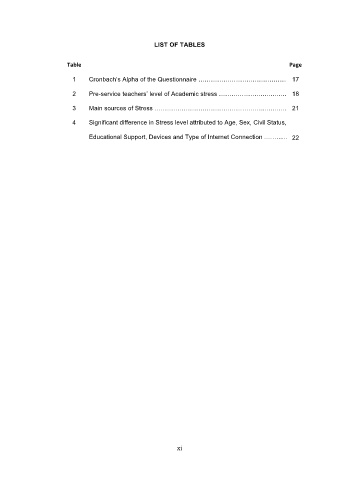 LIST OF TABLES
Table Page
1 Cronbach's Alpha of the Questionnaire ................................................ 17
2 Pre-service teachers' level of Academic stress ..................................... 18
3 Main sources of Stress ........................................................................ 21
4 Significant difference in Stress level attributed to Age, Sex, Civil Status,
Educational Support, Devices and Type of Internet Connection ............ 22
xi